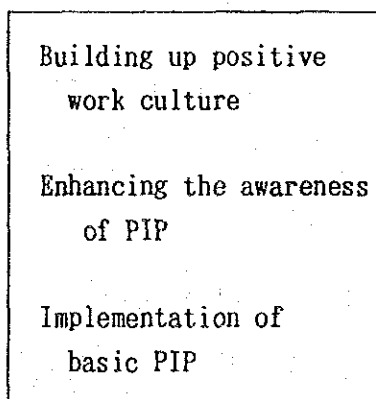 Building up positive
work culture
Enhancing the awareness
of PIP
Implementation of
basic PIP